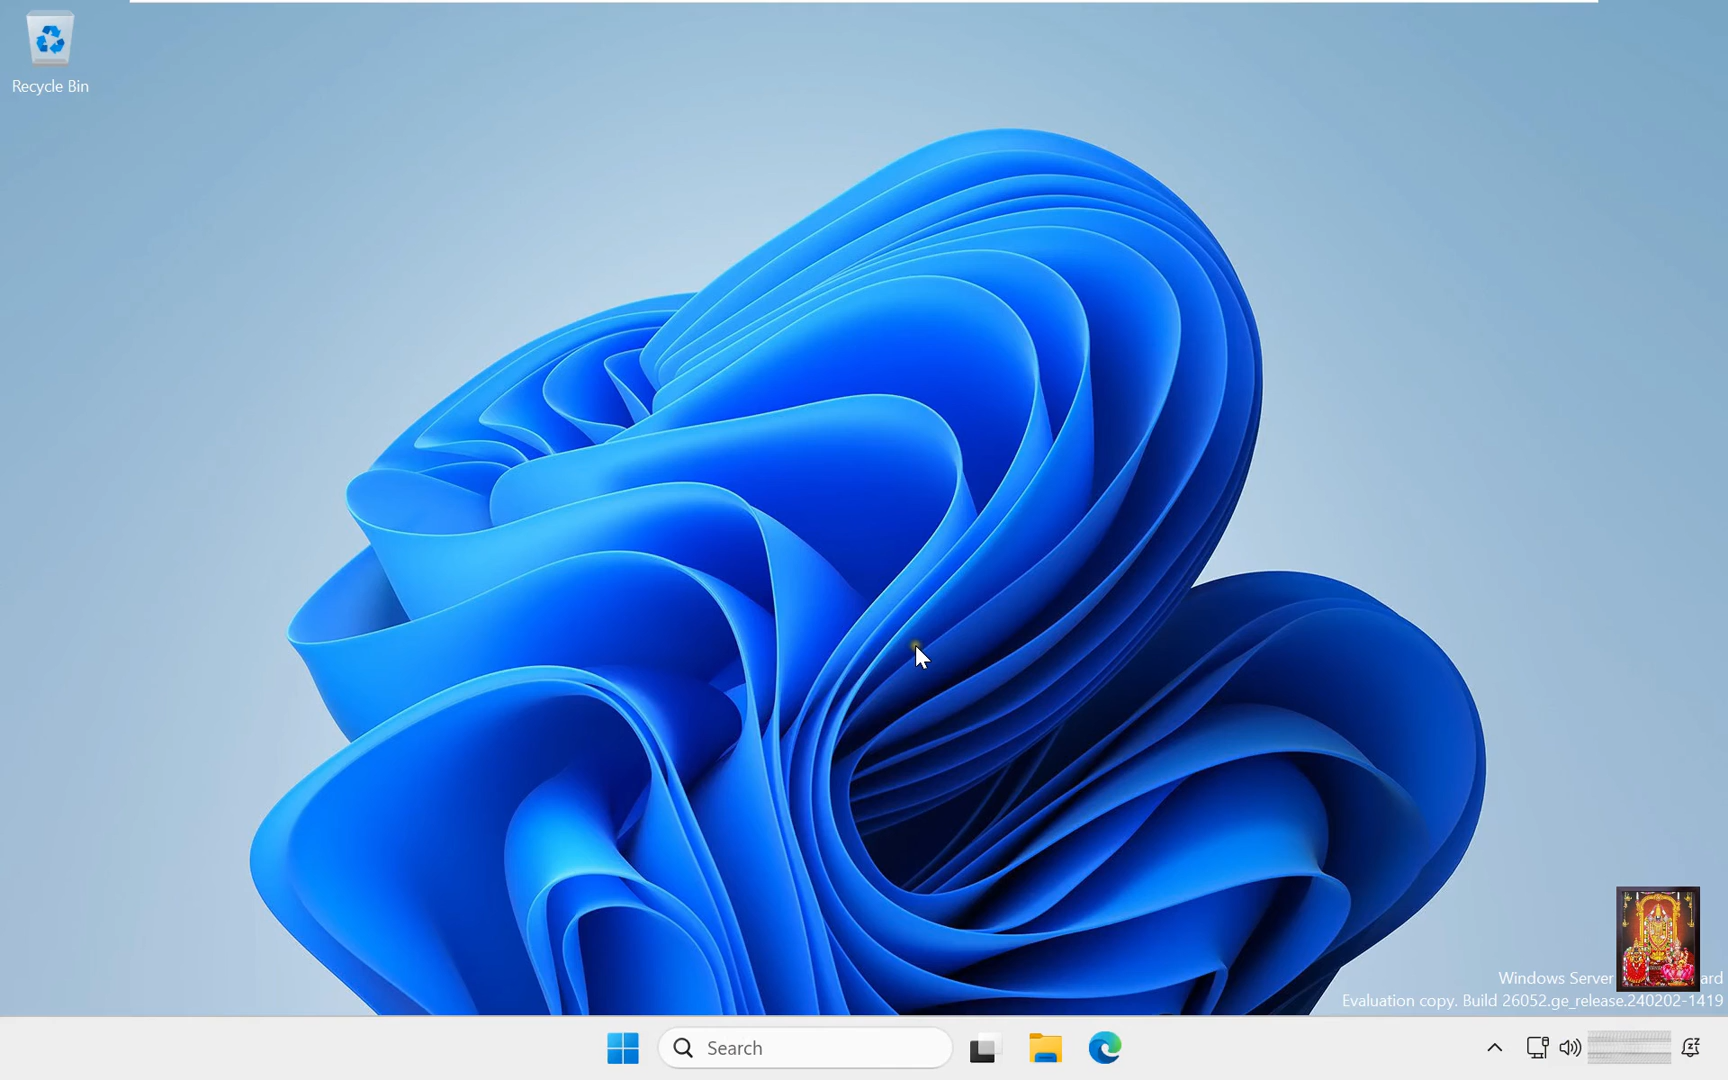 Recycle Bin
Windows Server ard
Evaluation copy. Build 26052.ge_release.240202-1419
Search